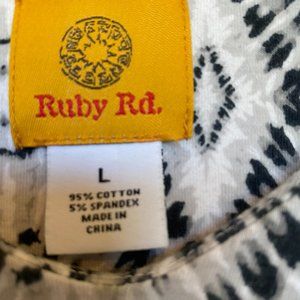 Ruby Rd.
L
95% COTTON
5% SPANDEX
MADE IN
CHINA